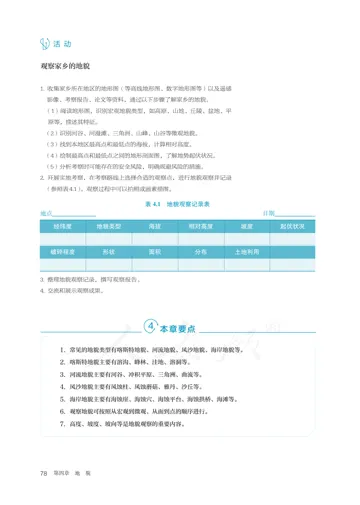 活动
观察家乡的地貌
1. 收集家乡所在地区的地形图（等高线地形图、数字地形图等）以及遥感
影像、考察报告、论文等资料，通过以下步骤了解家乡的地貌。
（1）阅读地形图，识别宏观地貌类型，如高原、山地、丘陵、盆地、平
原等，描述其特征。
（2）识别河谷、河漫滩、三角洲、山峰、山谷等微观地貌。
（3）找到本地区最高点和最低点的海拔，计算相对高度。
（4）绘制最高点和最低点之间的地形剖面图，了解地势起伏状况。
（5）分析考察时可能存在的安全风险，明确规避风险的措施。
2. 开展实地考察，在考察路线上选择合适的观察点，进行地貌观察并记录
（参照表4.1），观察过程中可以拍照或画素描图。
表 4.1 地貌观察记录表
地点 日期
经纬度 地貌类型 海拔 相对高度 坡度 起伏状况
破碎程度 形状 面积 分布 土地利用
3. 整理地貌观察记录，撰写观察报告。
4. 交流和展示观察成果。
4 本章要点
1. 常见的地貌类型有喀斯特地貌、河流地貌、风沙地貌、海岸地貌等。
2. 喀斯特地貌主要有溶沟、峰林、洼地、溶洞等。
3. 河流地貌主要有河谷、冲积平原、三角洲、曲流等。
4. 风沙地貌主要有风蚀柱、风蚀蘑菇、雅丹、沙丘等。
5. 海岸地貌主要有海蚀崖、海蚀穴、海蚀平台、海蚀拱桥、海滩等。
6. 观察地貌可按照从宏观到微观、从面到点的顺序进行。
7. 高度、坡度、坡向等是地貌观察的重要内容。
78 第四章 地 貌